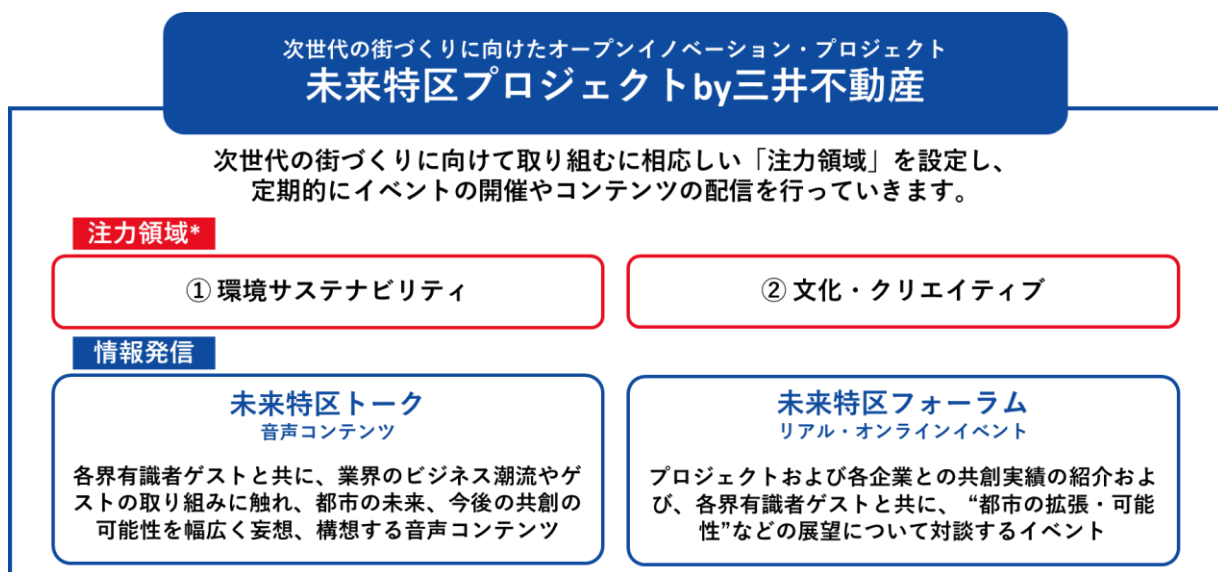 次世代の街づくりに向けたオープンイノベーション・プロジェクト
未来特区プロジェクトby三井不動産
次世代の街づくりに向けて取り組むに相応しい「注力領域」を設定し、
定期的にイベントの開催やコンテンツの配信を行っていきます。
注力領域*
① 環境サステナビリティ
② 文化・クリエイティブ
情報発信
未来特区トーク
音声コンテンツ
各界有識者ゲストと共に、業界のビジネス潮流やゲ
ストの取り組みに触れ、都市の未来、今後の共創の
可能性を幅広く妄想、構想する音声コンテンツ
未来特区フォーラム
リアル・オンラインイベント
プロジェクトおよび各企業との共創実績の紹介およ
び、各界有識者ゲストと共に、“都市の拡張・可能
性”などの展望について対談するイベント